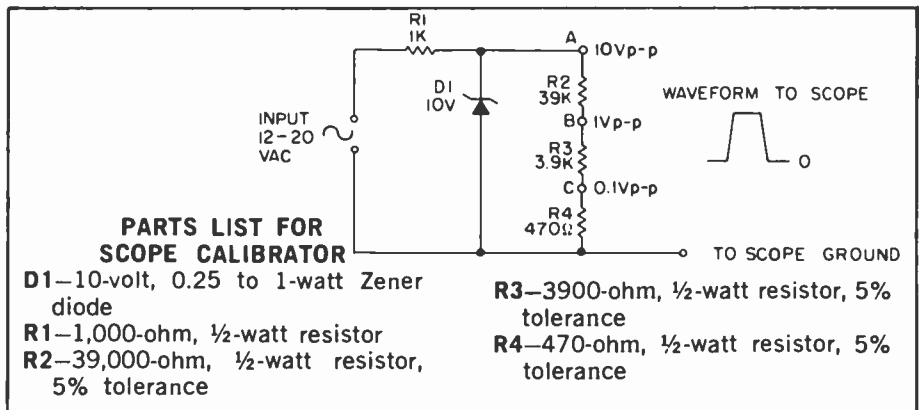 R1
1K
A
10Vp-p
D1
10V
R2
39K
WAVEFORM TO SCOPE
INPUT
12–20
VAC
B
1Vp-p
R3
3.9K
0
C
0.1Vp-p
R4
470Ω
TO SCOPE GROUND
PARTS LIST FOR
SCOPE CALIBRATOR
D1—10-volt, 0.25 to 1-watt Zener
diode
R1—1,000-ohm, ½-watt resistor
R2—39,000-ohm, ½-watt resistor,
5% tolerance
R3—3900-ohm, ½-watt resistor, 5%
tolerance
R4—470-ohm, ½-watt resistor, 5%
tolerance